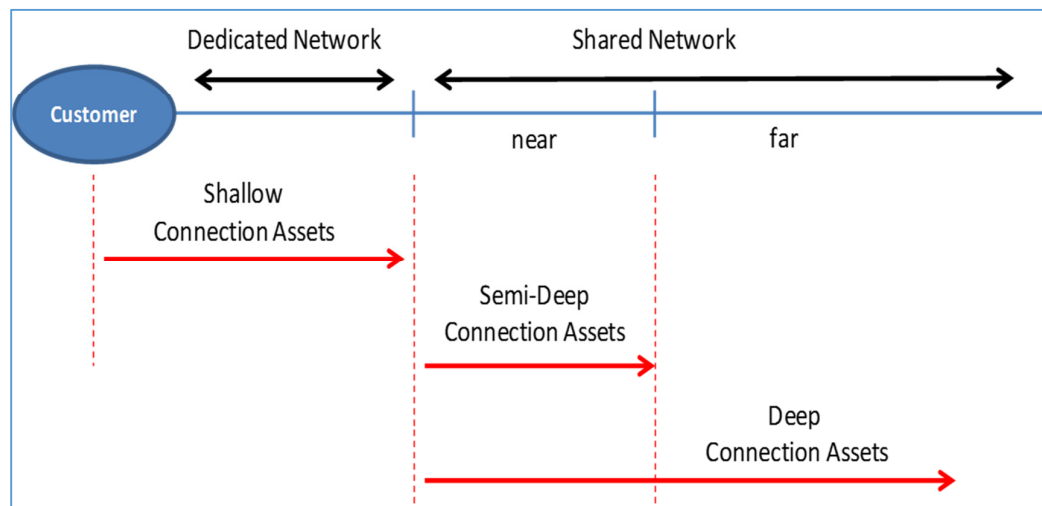 Dedicated Network
Shared Network
Customer
near
far
Shallow
Connection Assets
Semi-Deep
Connection Assets
Deep
Connection Assets